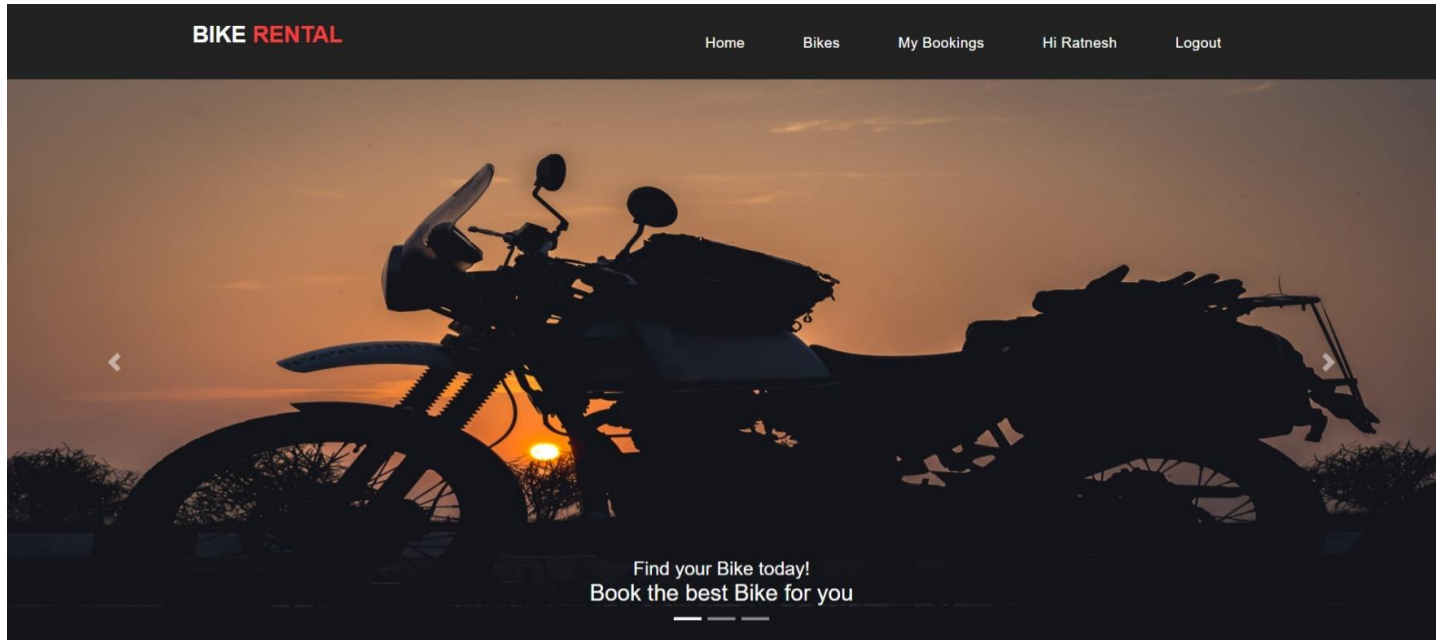 BIKE RENTAL
Home Bikes My Bookings Hi Ratnesh Logout
Find your Bike today!
Book the best Bike for you